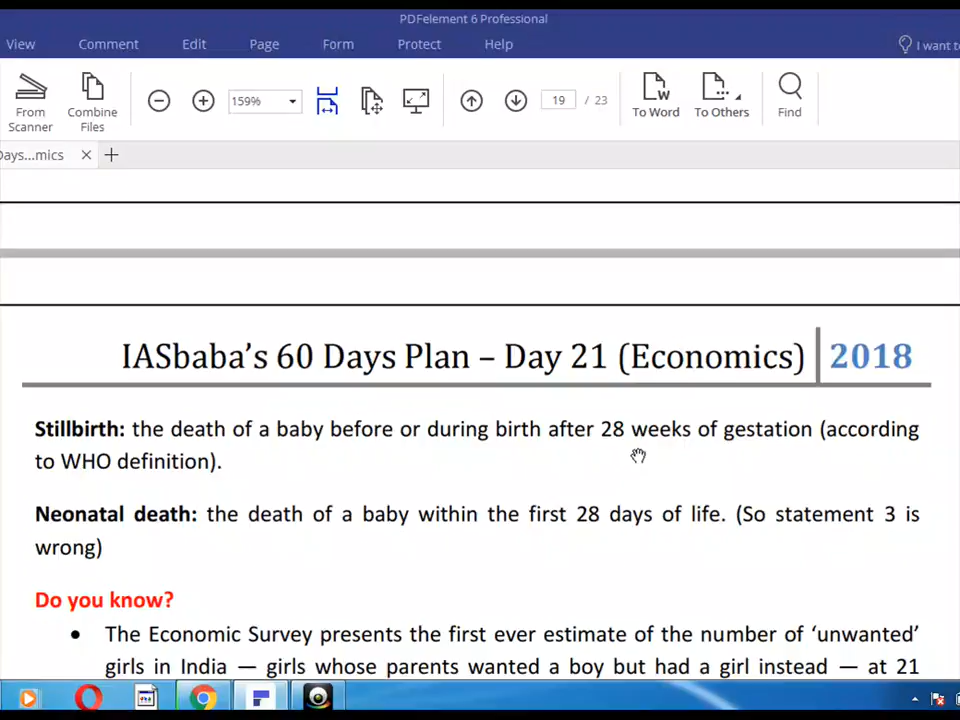 PDFelement 6 Professional
View Comment Edit Page Form Protect Help I want to
From Scanner
Combine Files
159%
19 / 23
To Word
To Others
Find
Days...mics
IASbaba's 60 Days Plan – Day 21 (Economics) 2018
Stillbirth: the death of a baby before or during birth after 28 weeks of gestation (according
to WHO definition).
Neonatal death: the death of a baby within the first 28 days of life. (So statement 3 is
wrong)
Do you know?
• The Economic Survey presents the first ever estimate of the number of ‘unwanted’
girls in India — girls whose parents wanted a boy but had a girl instead — at 21